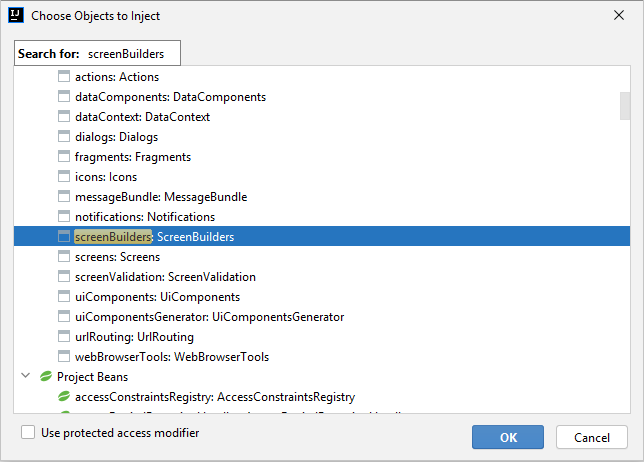 Choose Objects to Inject
Search for: screenBuilders
actions: Actions
dataComponents: DataComponents
dataContext: DataContext
dialogs: Dialogs
fragments: Fragments
icons: Icons
messageBundle: MessageBundle
notifications: Notifications
screenBuilders: ScreenBuilders
screens: Screens
screenValidation: ScreenValidation
uiComponents: UiComponents
uiComponentsGenerator: UiComponentsGenerator
urlRouting: UrlRouting
webBrowserTools: WebBrowserTools
Project Beans
accessConstraintsRegistry: AccessConstraintsRegistry
Use protected access modifier
OK
Cancel